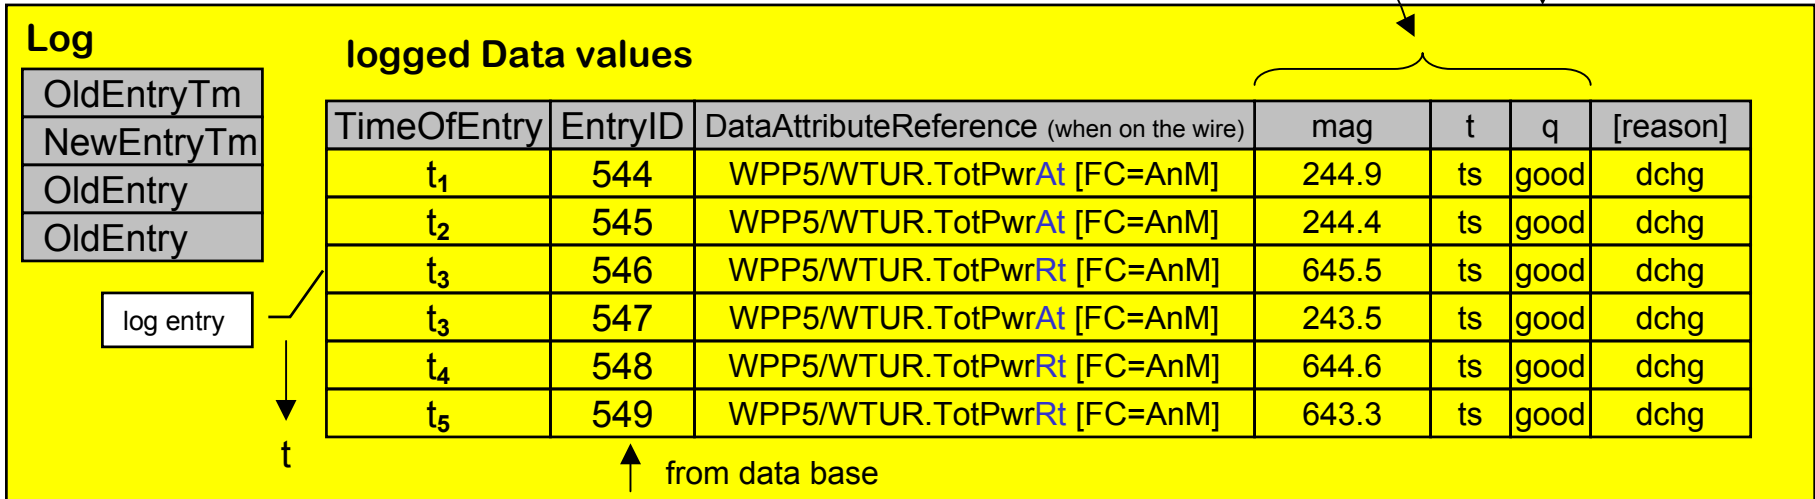 Log
OldEntryTm
NewEntryTm
OldEntry
OldEntry
log entry
t
logged Data values
TimeOfEntry EntryID DataAttributeReference (when on the wire) mag t q [reason]
t1 544 WPP5/WTUR.TotPwrAt [FC=AnM] 244.9 ts good dchg
t2 545 WPP5/WTUR.TotPwrAt [FC=AnM] 244.4 ts good dchg
t3 546 WPP5/WTUR.TotPwrRt [FC=AnM] 645.5 ts good dchg
t3 547 WPP5/WTUR.TotPwrAt [FC=AnM] 243.5 ts good dchg
t4 548 WPP5/WTUR.TotPwrRt [FC=AnM] 644.6 ts good dchg
t5 549 WPP5/WTUR.TotPwrRt [FC=AnM] 643.3 ts good dchg
from data base